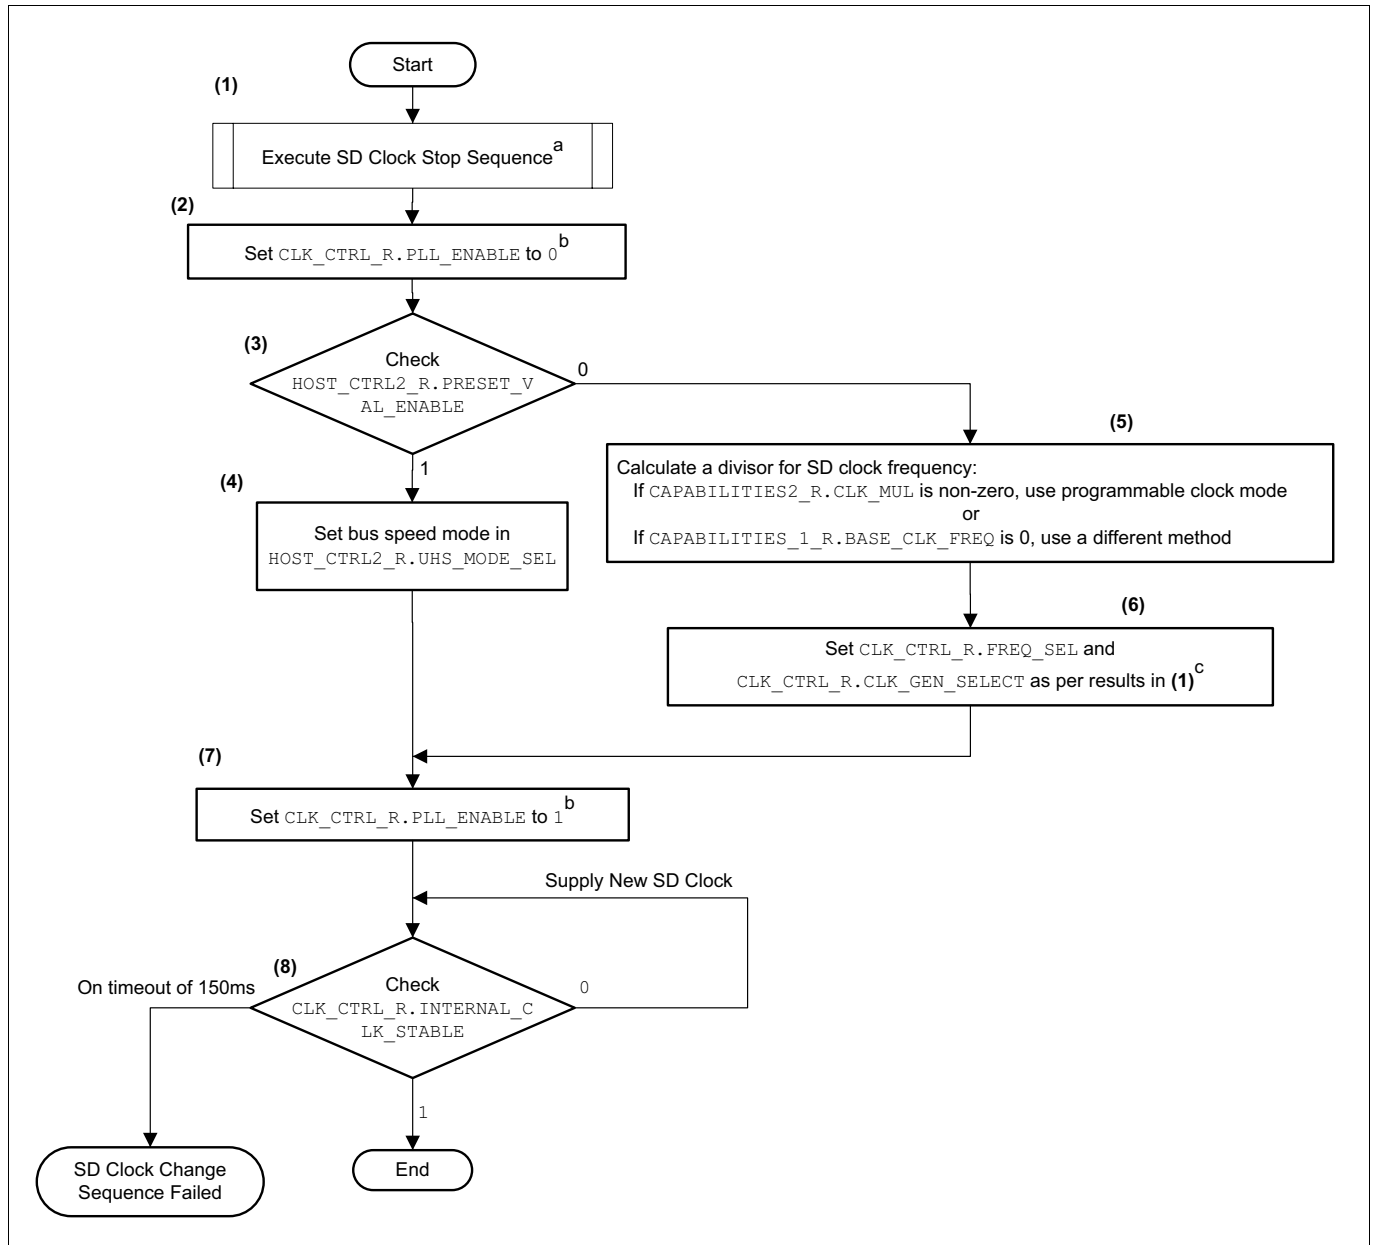 Start
(1)
Execute SD Clock Stop Sequence a
(2)
Set CLK_CTRL_R.PLL_ENABLE to 0 b
(3)
Check
HOST_CTRL2_R.PRESET_V
AL_ENABLE
0
1
(4)
Set bus speed mode in
HOST_CTRL2_R.UHS_MODE_SEL
(5)
Calculate a divisor for SD clock frequency:
If CAPABILITIES2_R.CLK_MUL is non-zero, use programmable clock mode
or
If CAPABILITIES_1_R.BASE_CLK_FREQ is 0, use a different method
(6)
Set CLK_CTRL_R.FREQ_SEL and
CLK_CTRL_R.CLK_GEN_SELECT as per results in (1) c
(7)
Set CLK_CTRL_R.PLL_ENABLE to 1 b
Supply New SD Clock
(8)
On timeout of 150ms
Check
CLK_CTRL_R.INTERNAL_C
LK_STABLE
0
1
SD Clock Change
Sequence Failed
End